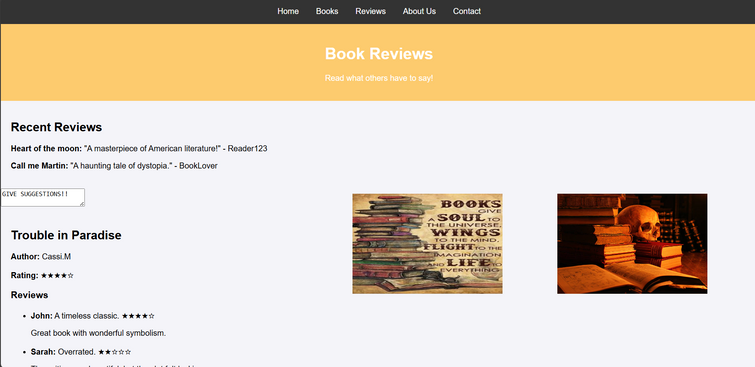 Home Books Reviews About Us Contact
Book Reviews
Read what others have to say!
Recent Reviews
Heart of the moon: "A masterpiece of American literature!" - Reader123
Call me Martin: "A haunting tale of dystopia." - BookLover
GIVE SUGGESTIONS!!
BOOKS
GIVE
A SOUL TO
THE UNIVERSE,
WINGS
TO THE MIND,
FLIGHT TO THE
IMAGINATION
AND LIFE TO
EVERYTHING
Trouble in Paradise
Author: Cassi.M
Rating: ★★★★☆
Reviews
John: A timeless classic. ★★★★☆
Great book with wonderful symbolism.
Sarah: Overrated. ★★☆☆☆